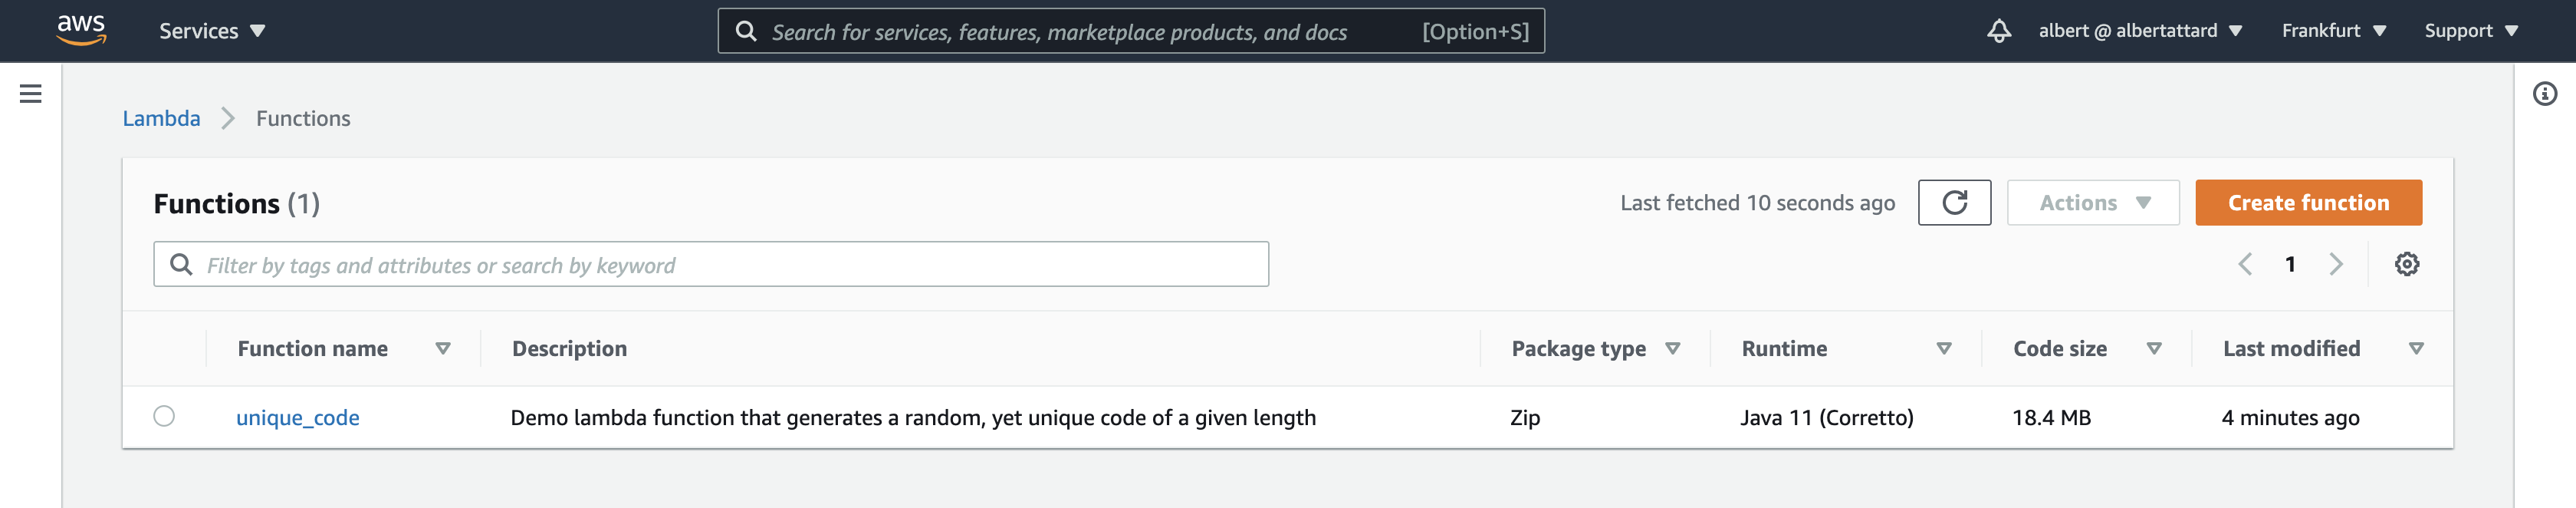 aws Services Search for services, features, marketplace products, and docs [Option+S] albert @ albertattard Frankfurt Support
Lambda Functions
Functions (1) Last fetched 10 seconds ago Actions Create function
Filter by tags and attributes or search by keyword 1
Function name Description Package type Runtime Code size Last modified
unique_code Demo lambda function that generates a random, yet unique code of a given length Zip Java 11 (Corretto) 18.4 MB 4 minutes ago